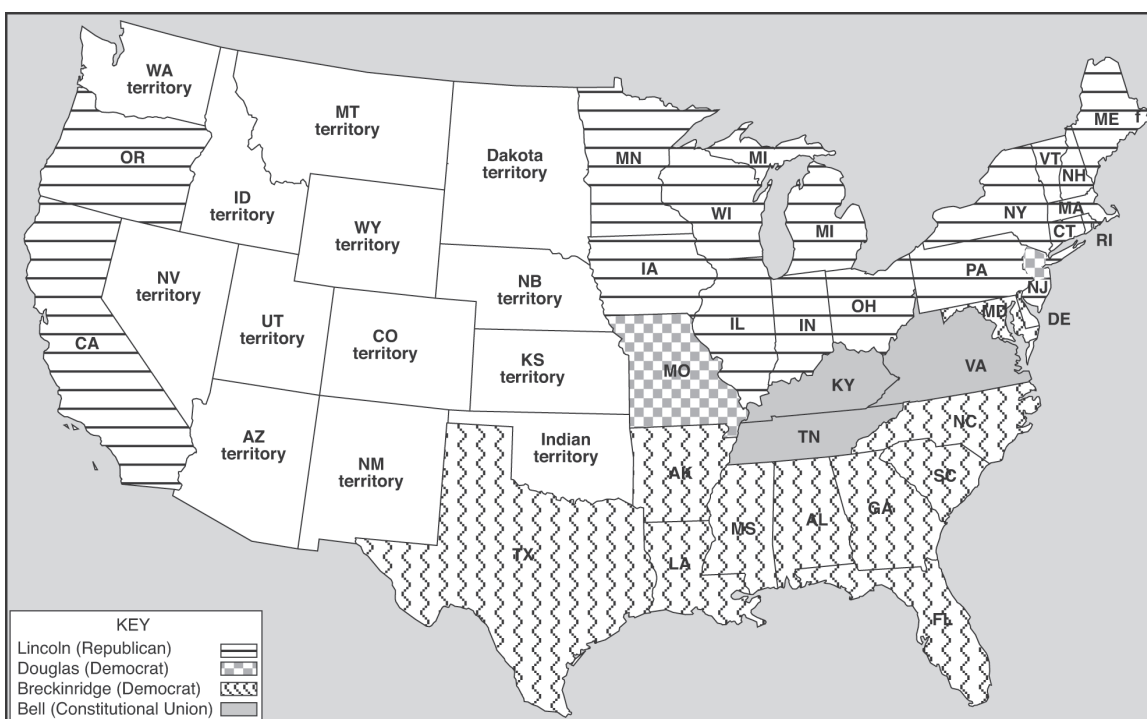 WA
territory
MT
territory
Dakota
territory
OR
ID
territory
WY
territory
NV
UT
CO
territory
NB
territory
KS
territory
CA
AZ
territory
NM
territory
Indian
territory
MN
MI
WI
MI
IA
IL
IN
OH
MO
KY
TN
VA
ME
VT
NH
MA
CT
RI
NY
PA
NJ
MD
DE
NC
SC
GA
AL
MS
AK
LA
TX
FL
KEY
Lincoln (Republican)
Douglas (Democrat)
Breckinridge (Democrat)
Bell (Constitutional Union)